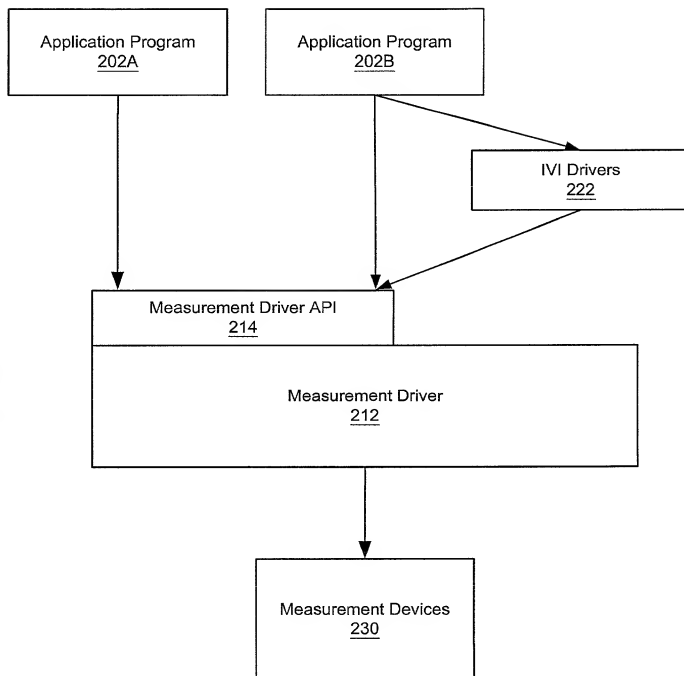 Application Program
202A
Application Program
202B
IVI Drivers
222
Measurement Driver API
214
Measurement Driver
212
Measurement Devices
230